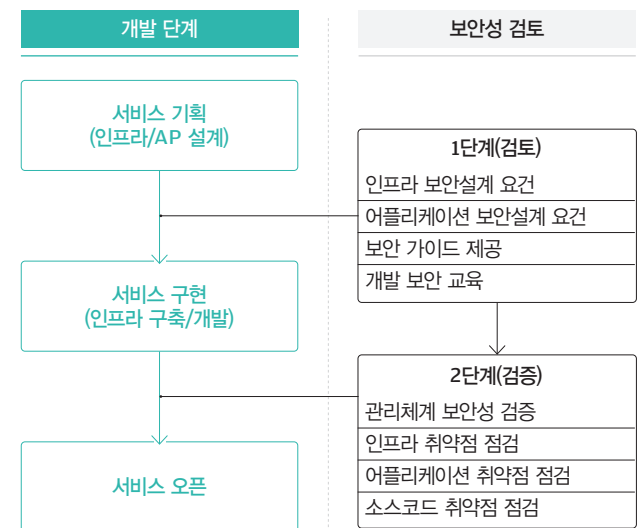 개발 단계
보안성 검토
서비스 기획
(인프라/AP 설계)
1단계(검토)
인프라 보안설계 요건
어플리케이션 보안설계 요건
보안 가이드 제공
개발 보안 교육
서비스 구현
(인프라 구축/개발)
2단계(검증)
관리체계 보안성 검증
인프라 취약점 점검
어플리케이션 취약점 점검
소스코드 취약점 점검
서비스 오픈